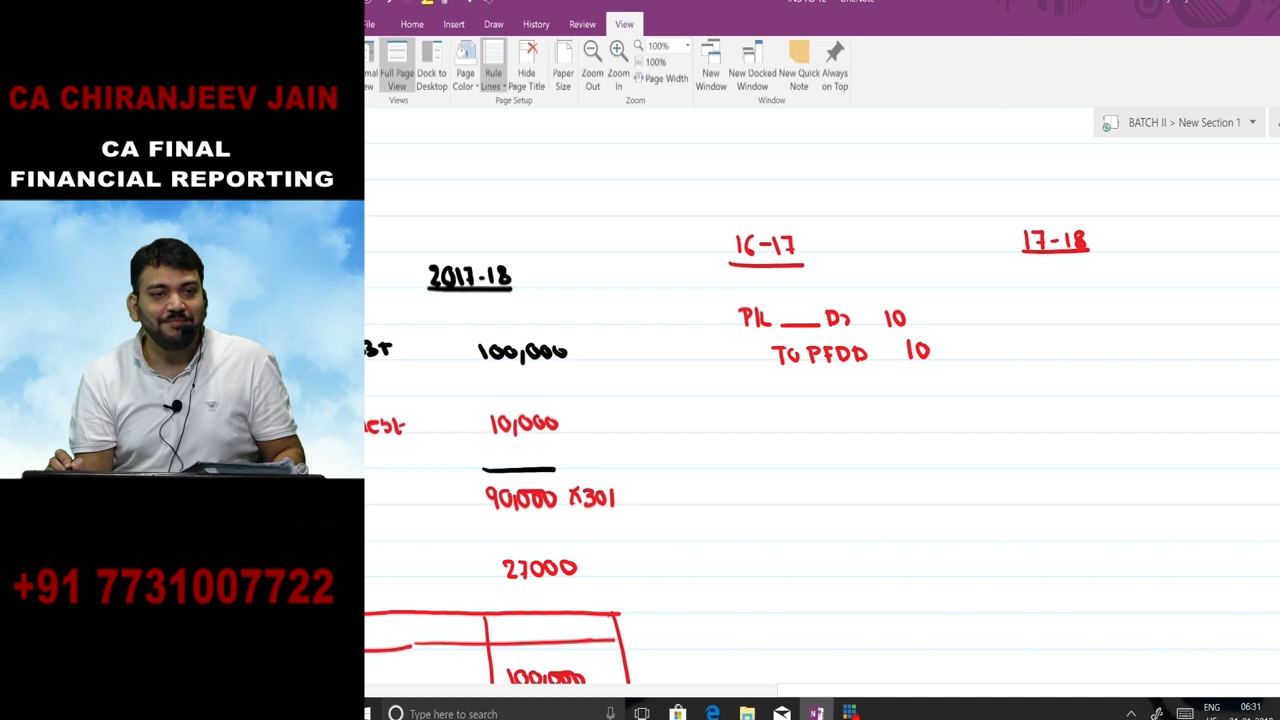 CA CHIRANJEEV JAIN
CA FINAL
FINANCIAL REPORTING
+91 7731007722
File Home Insert Draw History Review View
Full Page View
Dock to Desktop
Views
Page Color
Rule Lines
Hide Page Title
Paper Size
Page Setup
Zoom Out
Zoom In
100%
100%
Page Width
Zoom
New Window
New Docked Window
New Quick Note
Always on Top
Window
BATCH II > New Section 1
16-17
17-18
2017-18
P/L ___ Dr 10
To PFDD 10
100,000
10,000
90,000 x 30%
27000
100,000
Type here to search
ENG
06:31